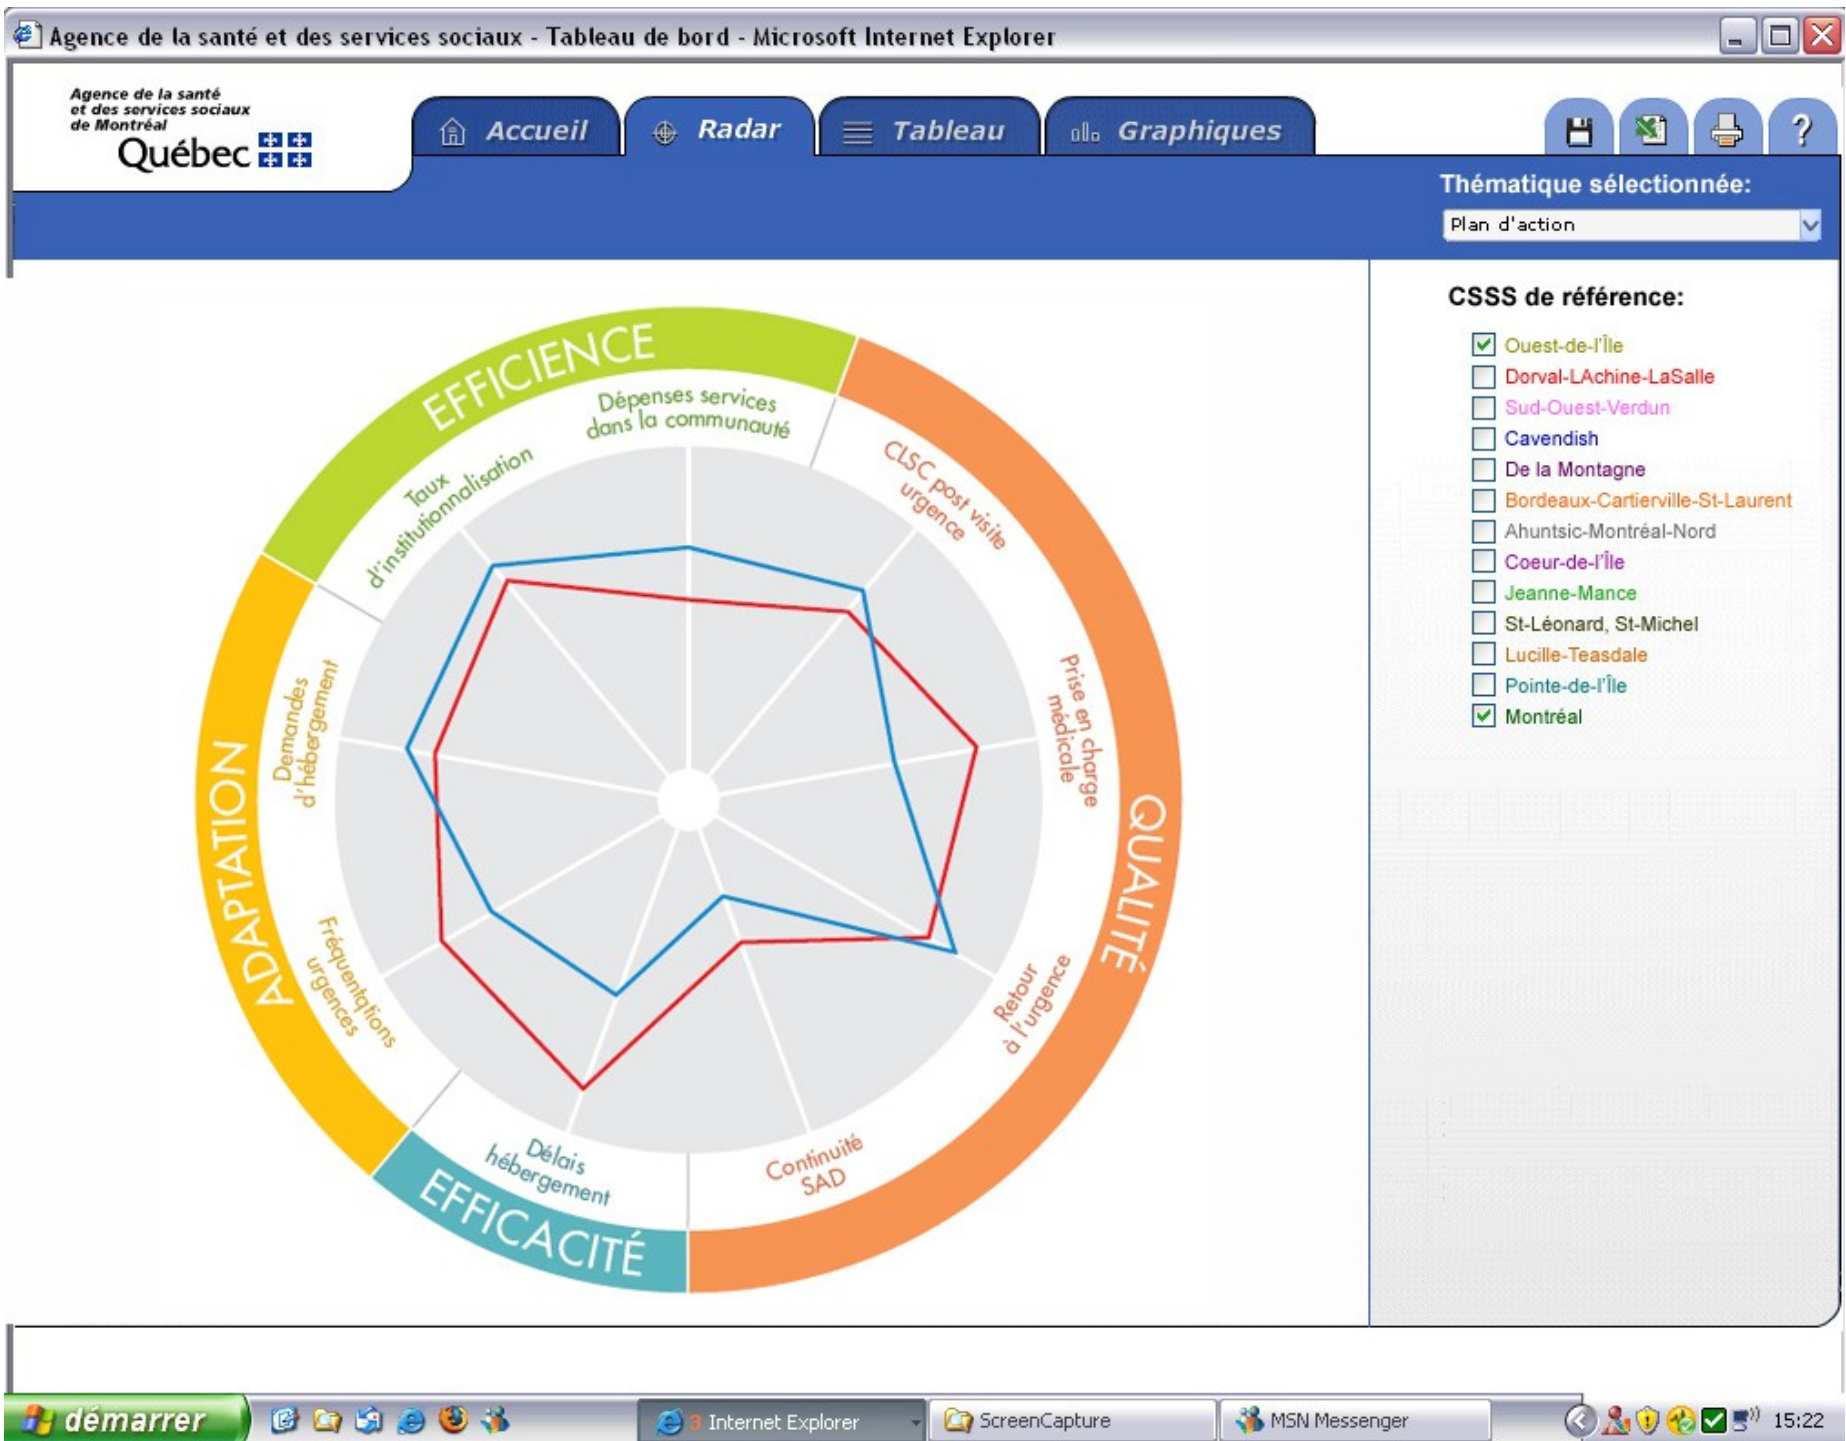 Agence de la santé et des services sociaux - Tableau de bord - Microsoft Internet Explorer
Agence de la santé
et des services sociaux
de Montréal
Québec
Accueil
Radar
Tableau
Graphiques
?
Thématique sélectionnée:
Plan d'action
CSSS de référence:
Ouest-de-l'Île
Dorval-LAchine-LaSalle
Sud-Ouest-Verdun
Cavendish
De la Montagne
Bordeaux-Cartierville-St-Laurent
Ahuntsic-Montréal-Nord
Coeur-de-l'Île
Jeanne-Mance
St-Léonard, St-Michel
Lucille-Teasdale
Pointe-de-l'Île
Montréal
EFFICIENCE
Dépenses services
dans la communauté
Taux
d'institutionnalisation
QUALITÉ
CLSC post visite
urgence
Prise en charge
médicale
Retour
à l'urgence
Continuité
SAD
EFFICACITÉ
Délais
hébergement
ADAPTATION
Fréquentations
urgences
Demandes
d'hébergement
démarrer
3 Internet Explorer
ScreenCapture
MSN Messenger
15:22